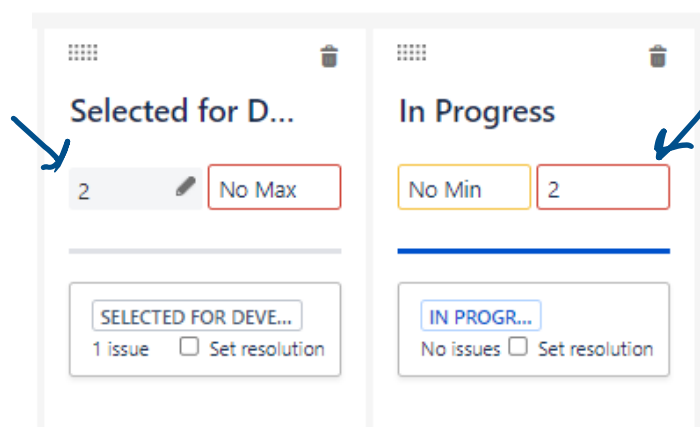 Selected for D...
2
No Max
SELECTED FOR DEVE...
1 issue
Set resolution
In Progress
No Min
2
IN PROGR...
No issues
Set resolution